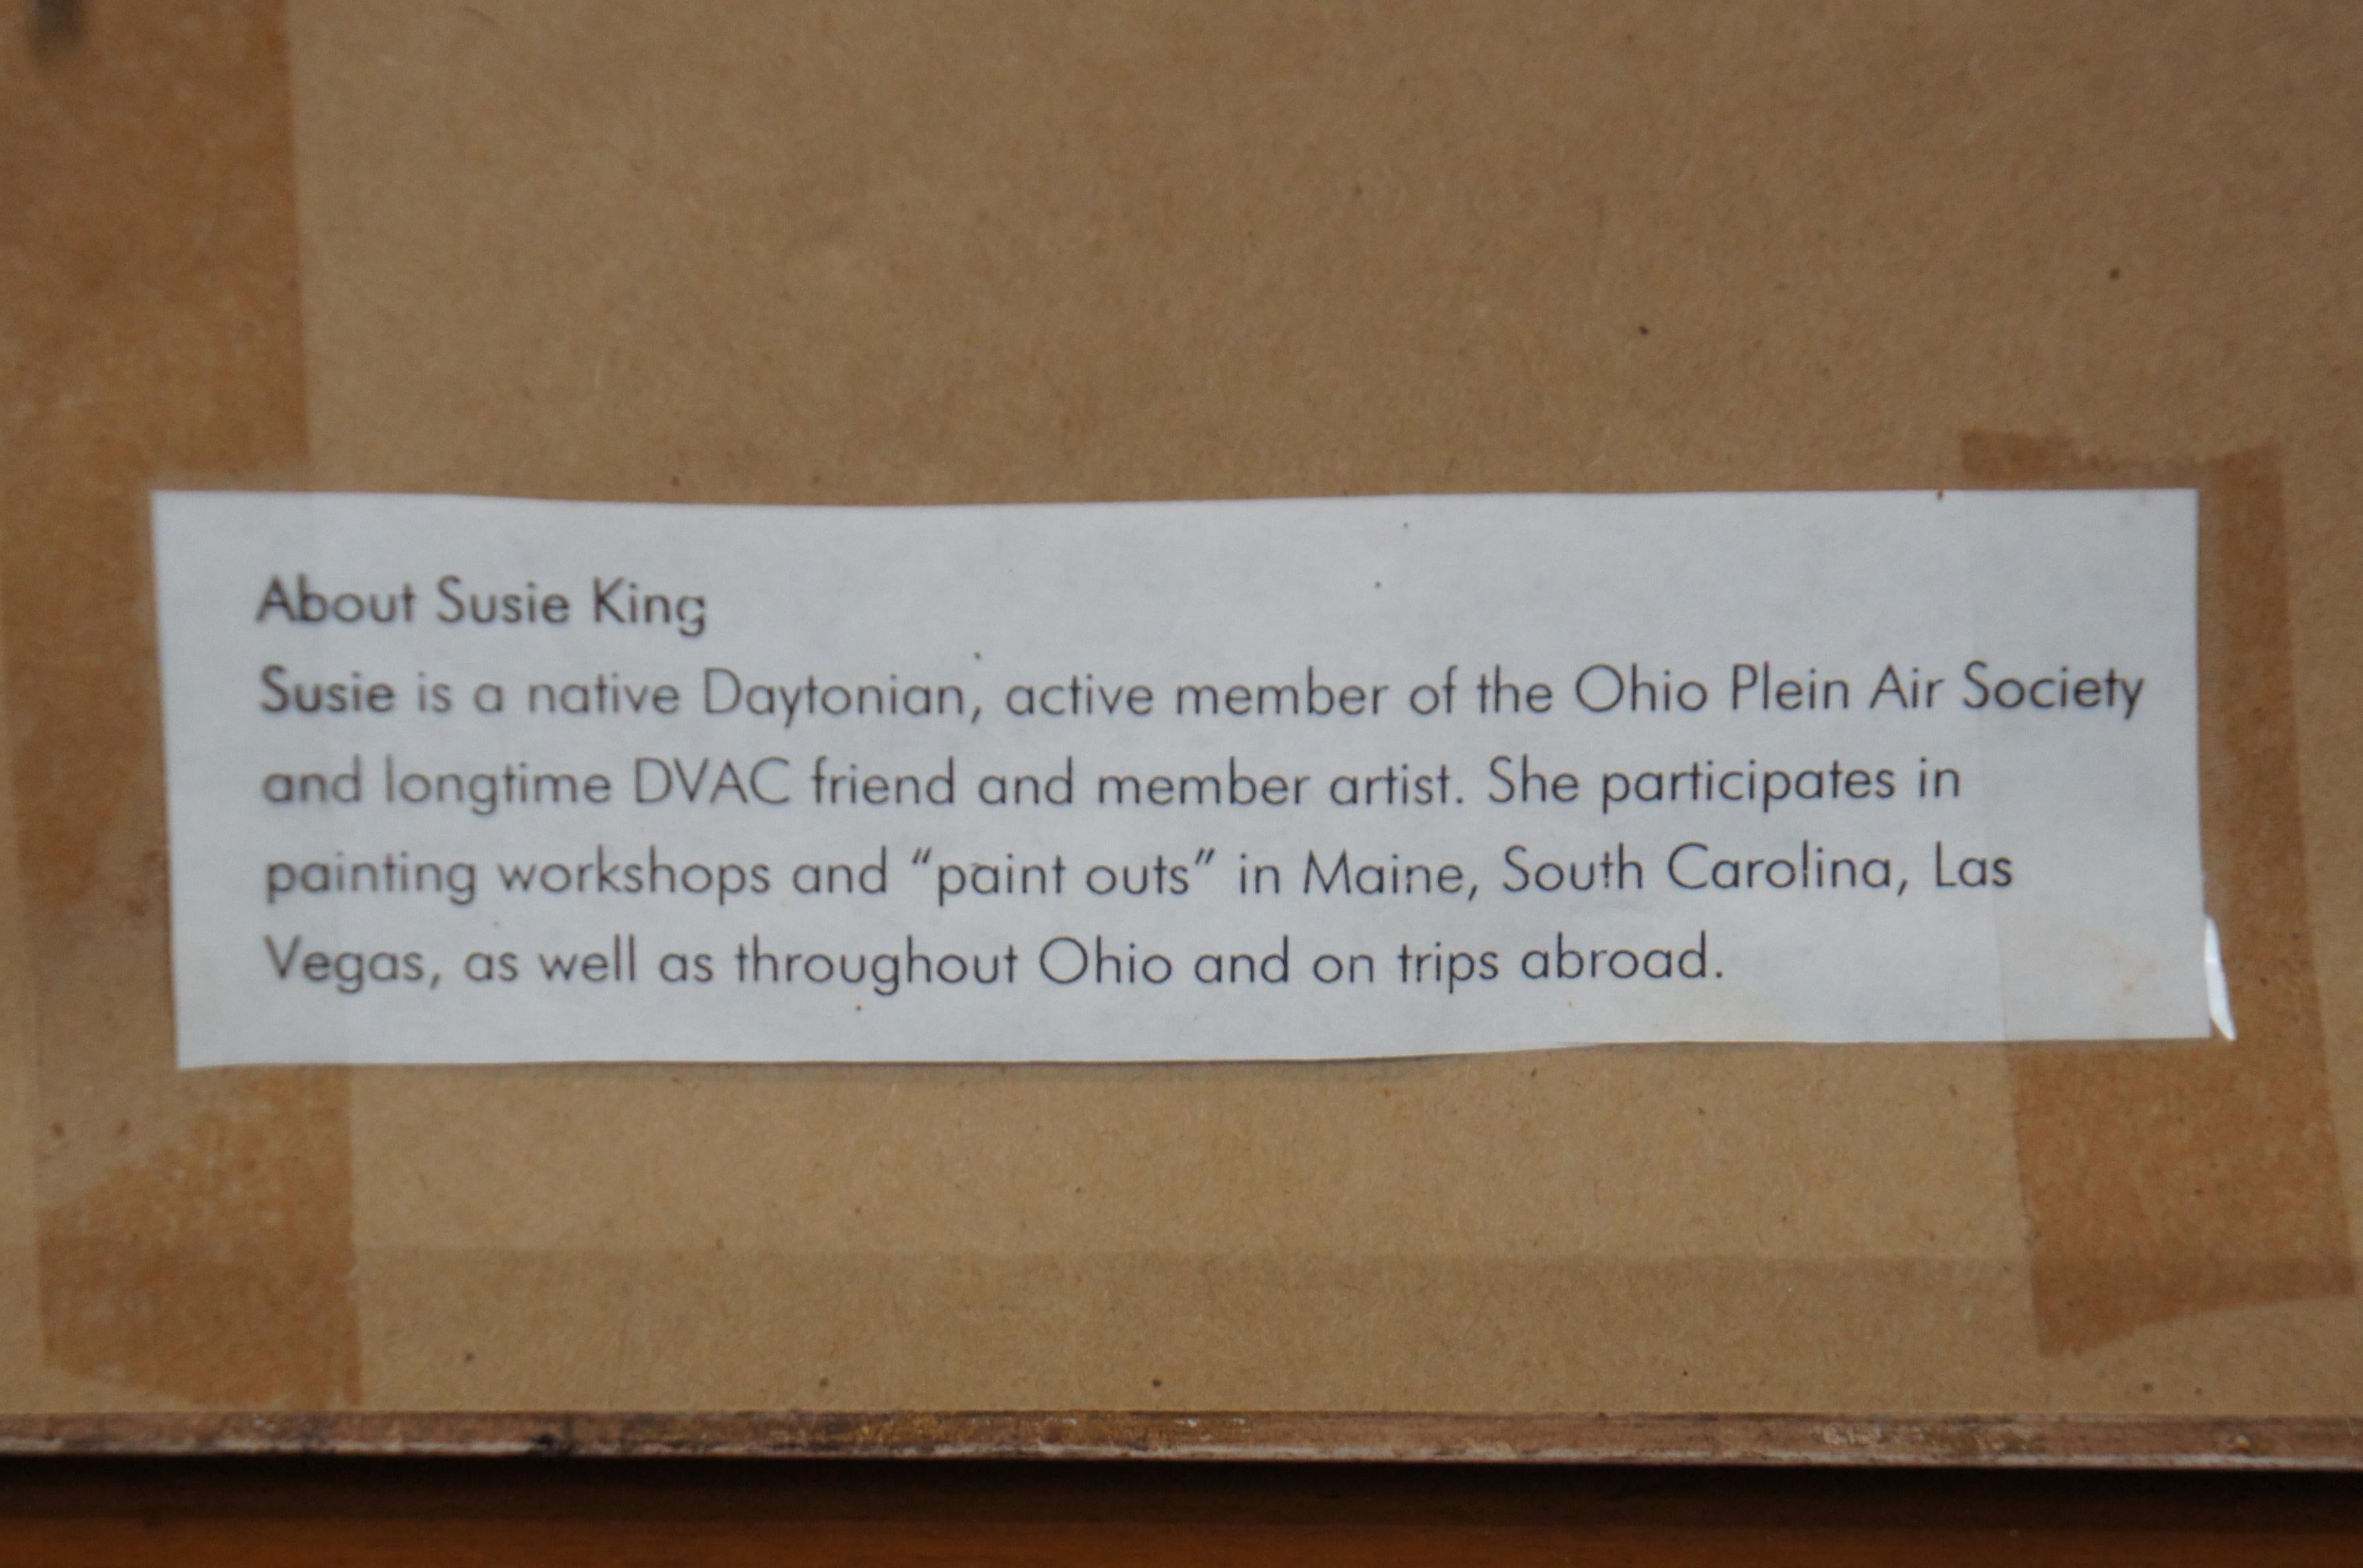 About Susie King
Susie is a native Daytonian, active member of the Ohio Plein Air Society
and longtime DVAC friend and member artist. She participates in
painting workshops and “paint outs” in Maine, South Carolina, Las
Vegas, as well as throughout Ohio and on trips abroad.